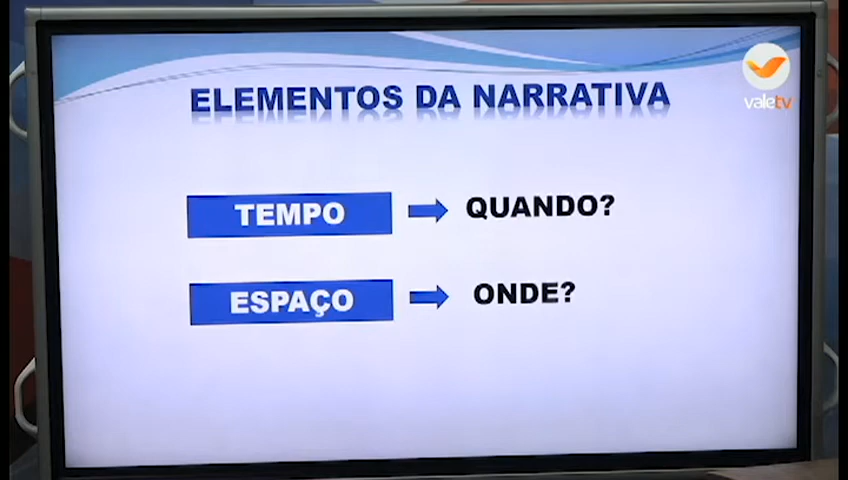 ELEMENTOS DA NARRATIVA
valetv
TEMPO QUANDO?
ESPAÇO ONDE?